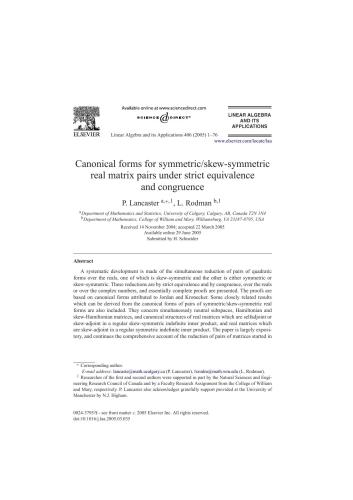 Available online at www.sciencedirect.com
SCIENCE DIRECT®
ELSEVIER
Linear Algebra and its Applications 406 (2005) 1–76
LINEAR ALGEBRA
AND ITS
APPLICATIONS
www.elsevier.com/locate/laa
Canonical forms for symmetric/skew-symmetric
real matrix pairs under strict equivalence
and congruence
P. Lancaster a,*,1, L. Rodman b,1
a Department of Mathematics and Statistics, University of Calgary, Calgary, AB, Canada T2N 1N4
b Department of Mathematics, College of William and Mary, Williamsburg, VA 23187-8795, USA
Received 14 November 2004; accepted 22 March 2005
Available online 29 June 2005
Submitted by H. Schneider
Abstract
A systematic development is made of the simultaneous reduction of pairs of quadratic
forms over the reals, one of which is skew-symmetric and the other is either symmetric or
skew-symmetric. These reductions are by strict equivalence and by congruence, over the reals
or over the complex numbers, and essentially complete proofs are presented. The proofs are
based on canonical forms attributed to Jordan and Kronecker. Some closely related results
which can be derived from the canonical forms of pairs of symmetric/skew-symmetric real
forms are also included. They concern simultaneously neutral subspaces, Hamiltonian and
skew-Hamiltonian matrices, and canonical structures of real matrices which are selfadjoint or
skew-adjoint in a regular skew-symmetric indefinite inner product, and real matrices which
are skew-adjoint in a regular symmetric indefinite inner product. The paper is largely exposi-
tory, and continues the comprehensive account of the reduction of pairs of matrices started in
* Corresponding author.
E-mail address: lancaste@math.ucalgary.ca (P. Lancaster), lxrodm@math.wm.edu (L. Rodman).
1 Researches of the first and second authors were supported in part by the Natural Sciences and Engi-
neering Research Council of Canada and by a Faculty Research Assignment from the College of William
and Mary, respectively. P. Lancaster also acknowledges grateful support provided at the University of
Manchester by N.J. Higham.
0024-3795/$ - see front matter © 2005 Elsevier Inc. All rights reserved.